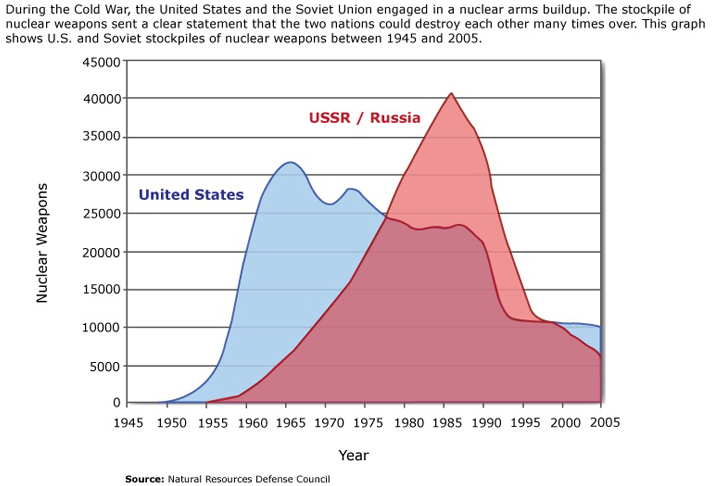 During the Cold War, the United States and the Soviet Union engaged in a nuclear arms buildup. The stockpile of
nuclear weapons sent a clear statement that the two nations could destroy each other many times over. This graph
shows U.S. and Soviet stockpiles of nuclear weapons between 1945 and 2005.
45000
40000
USSR / Russia
35000
30000
United States
25000
20000
15000
10000
5000
0
Nuclear Weapons
1945 1950 1955 1960 1965 1970 1975 1980 1985 1990 1995 2000 2005
Year
Source: Natural Resources Defense Council